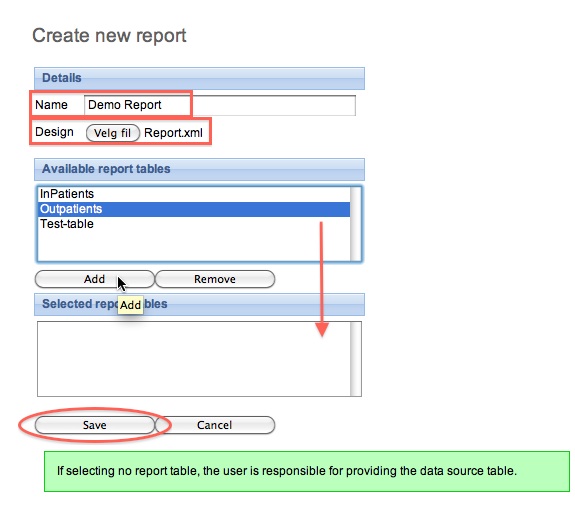 Create new report
Details
Name Demo Report
Design Velg fil Report.xml
Available report tables
InPatients
Outpatients
Test-table
Add Remove
Add
Selected repo bles
Save Cancel
If selecting no report table, the user is responsible for providing the data source table.